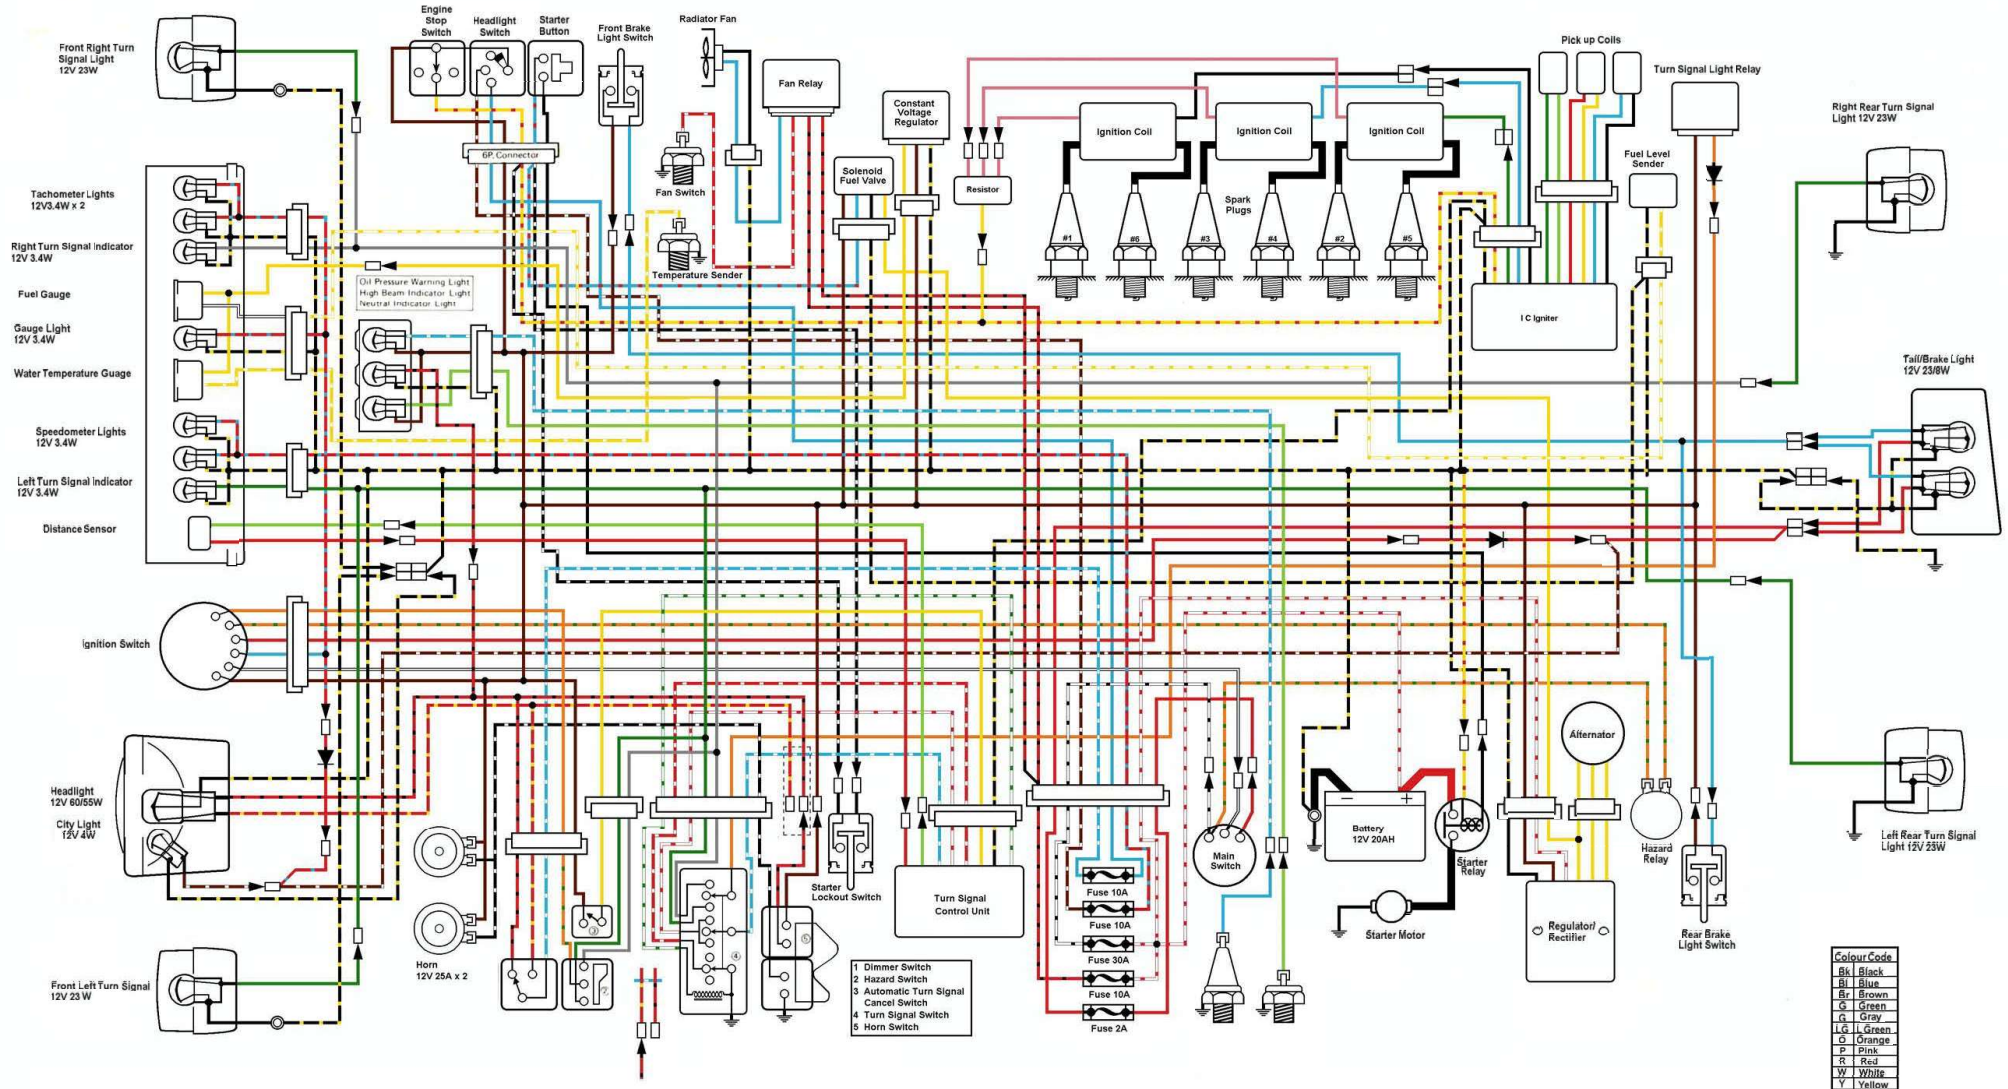 Engine
Stop
Switch
Headlight
Switch
Starter
Button
Front Brake
Light Switch
Radiator Fan
Front Right Turn
Signal Light
12V 23W
6P. Connector
Fan Switch
Fan Relay
Constant
Voltage
Regulator
Solenoid
Fuel Valve
Resistor
Ignition Coil
Ignition Coil
Ignition Coil
Spark
Plugs
#1
#6
#3
#4
#2
#5
Pick up Coils
Turn Signal Light Relay
Fuel Level
Sender
I C Igniter
Right Rear Turn Signal
Light 12V 23W
Tachometer Lights
12V3.4W x 2
Right Turn Signal Indicator
12V 3.4W
Fuel Gauge
Gauge Light
12V 3.4W
Water Temperature Guage
Speedometer Lights
12V 3.4W
Left Turn Signal Indicator
12V 3.4W
Distance Sensor
Oil Pressure Warning Light
High Beam Indicator Light
Neutral Indicator Light
Temperature Sender
Tail/Brake Light
12V 23/8W
Ignition Switch
Headlight
12V 60/55W
City Light
12V 4W
Front Left Turn Signal
12V 23 W
Horn
12V 25A x 2
Starter
Lockout Switch
Turn Signal
Control Unit
1 Dimmer Switch
2 Hazard Switch
3 Automatic Turn Signal
Cancel Switch
4 Turn Signal Switch
5 Horn Switch
Fuse 10A
Fuse 10A
Fuse 30A
Fuse 10A
Fuse 2A
Main
Switch
Battery
12V 20AH
Starter
Relay
Starter Motor
Alternator
Regulator/
Rectifier
Hazard
Relay
Rear Brake
Light Switch
Left Rear Turn Signal
Light 12V 23W
Colour Code
Bk Black
Bl Blue
Br Brown
G Green
G Gray
LG L Green
O Orange
P Pink
R Red
W White
Y Yellow